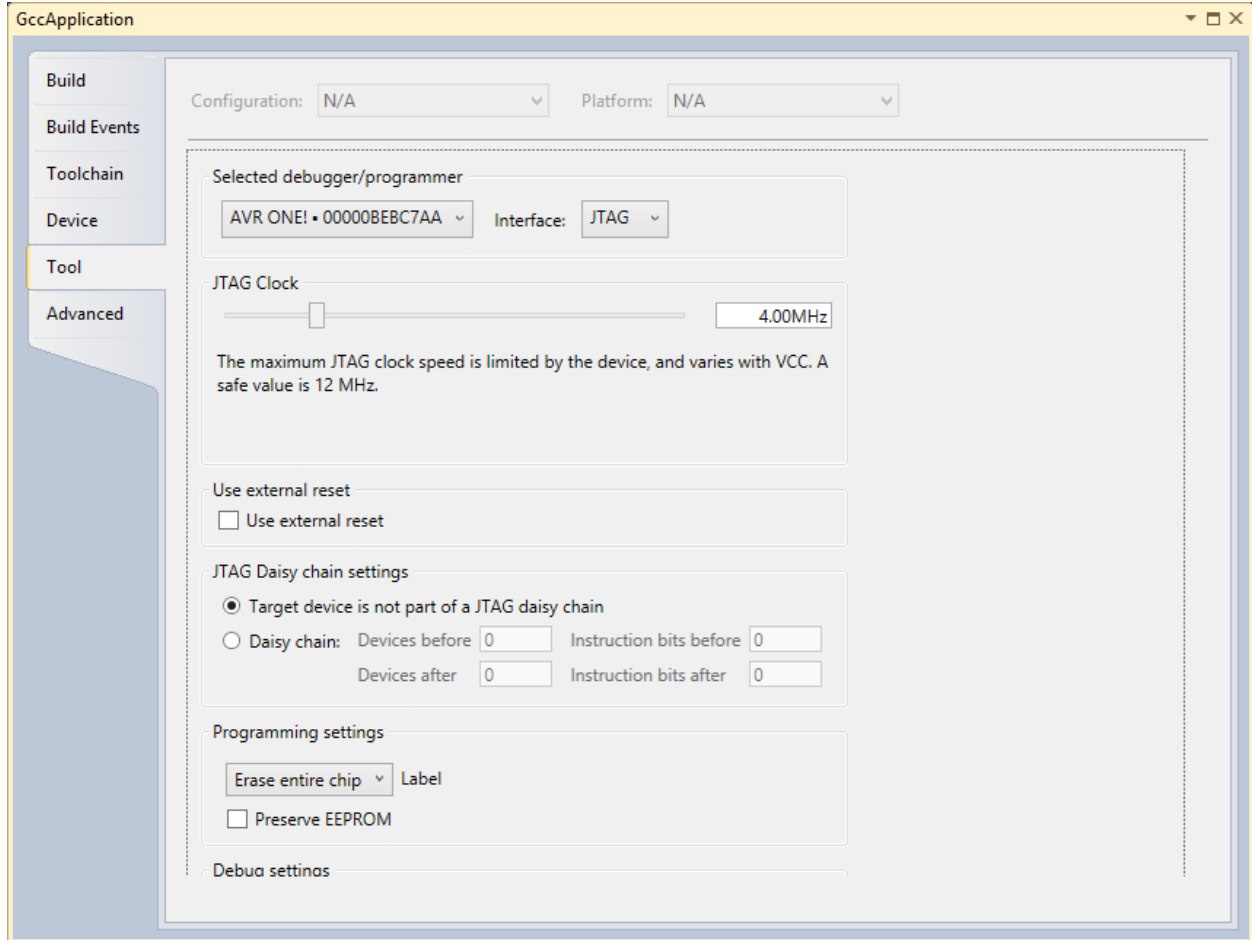 GccApplication
Build
Build Events
Toolchain
Device
Tool
Advanced
Configuration: N/A Platform: N/A
Selected debugger/programmer
AVR ONE! • 00000BEBC7AA Interface: JTAG
JTAG Clock
4.00MHz
The maximum JTAG clock speed is limited by the device, and varies with VCC. A
safe value is 12 MHz.
Use external reset
Use external reset
JTAG Daisy chain settings
Target device is not part of a JTAG daisy chain
Daisy chain: Devices before 0 Instruction bits before 0
Devices after 0 Instruction bits after 0
Programming settings
Erase entire chip Label
Preserve EEPROM
Debug settings